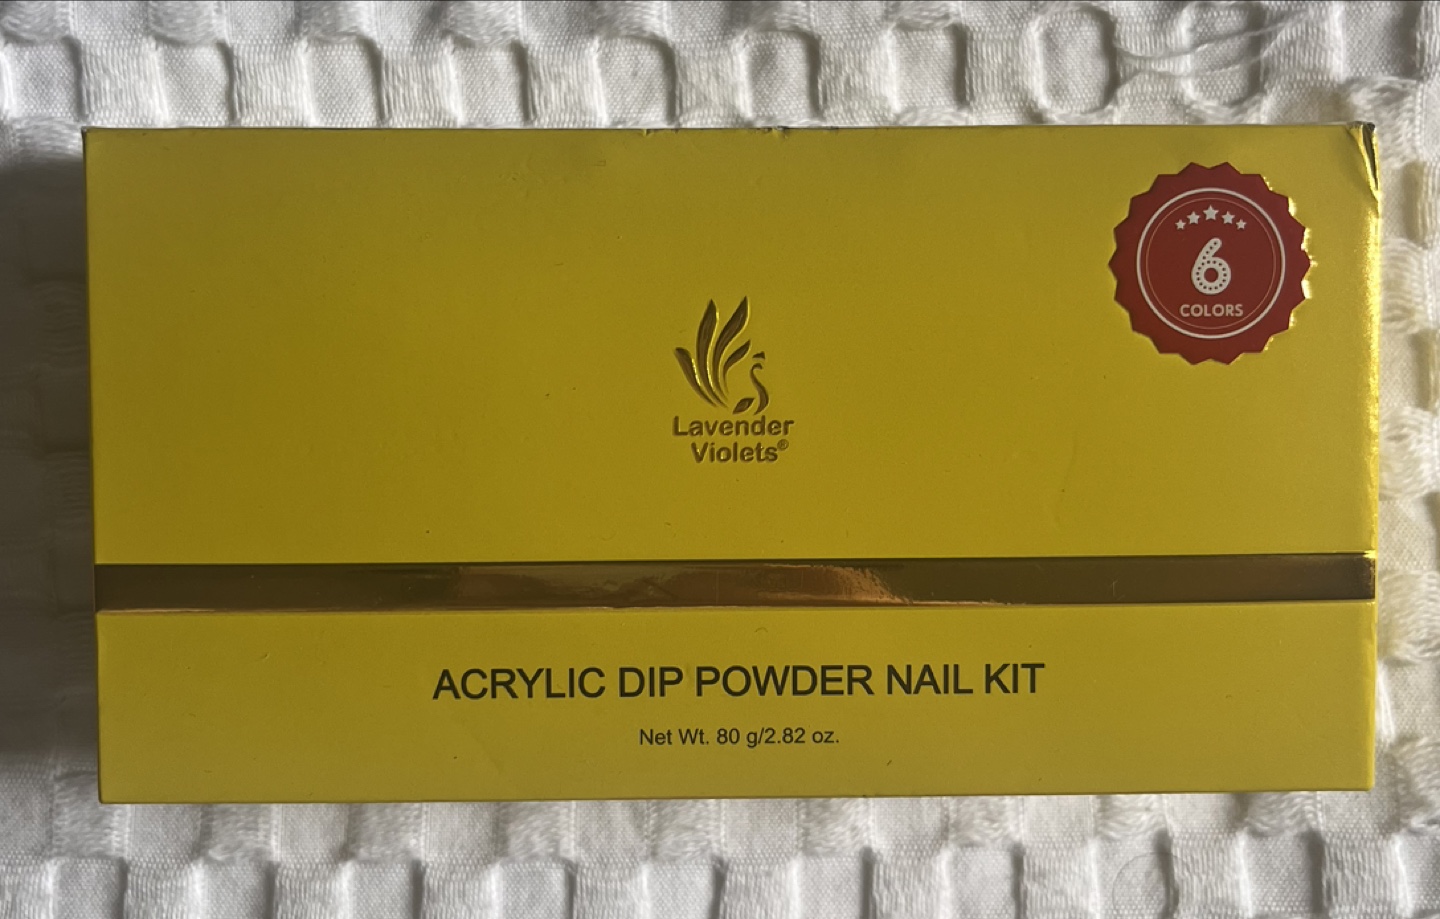 6
COLORS
Lavender
Violets®
ACRYLIC DIP POWDER NAIL KIT
Net Wt. 80 g/2.82 oz.